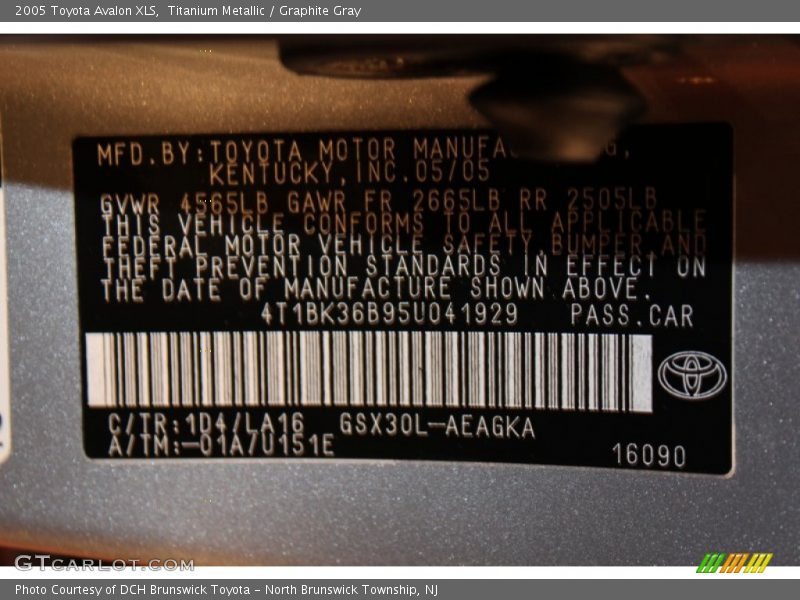 2005 Toyota Avalon XLS, Titanium Metallic / Graphite Gray
MFD.BY:TOYOTA MOTOR
KENTUCKY,INC.05/05
GVWR 4565LB GAWR FR 2665LB RR 2505LB
THIS VEHICLE CONFORMS TO ALL APPLICABLE
FEDERAL MOTOR VEHICLE SAFETY,BUMPER,AND
THEFT PREVENTION STANDARDS IN EFFECT ON
THE DATE OF MANUFACTURE SHOWN ABOVE.
4T1BK36B95U041929 PASS.CAR
C/TR:1D4/LA16 GSX30L-AEAGKA
A/TM:-01A/U151E
16090
GTCARLOT.COM
Photo Courtesy of DCH Brunswick Toyota - North Brunswick Township, NJ